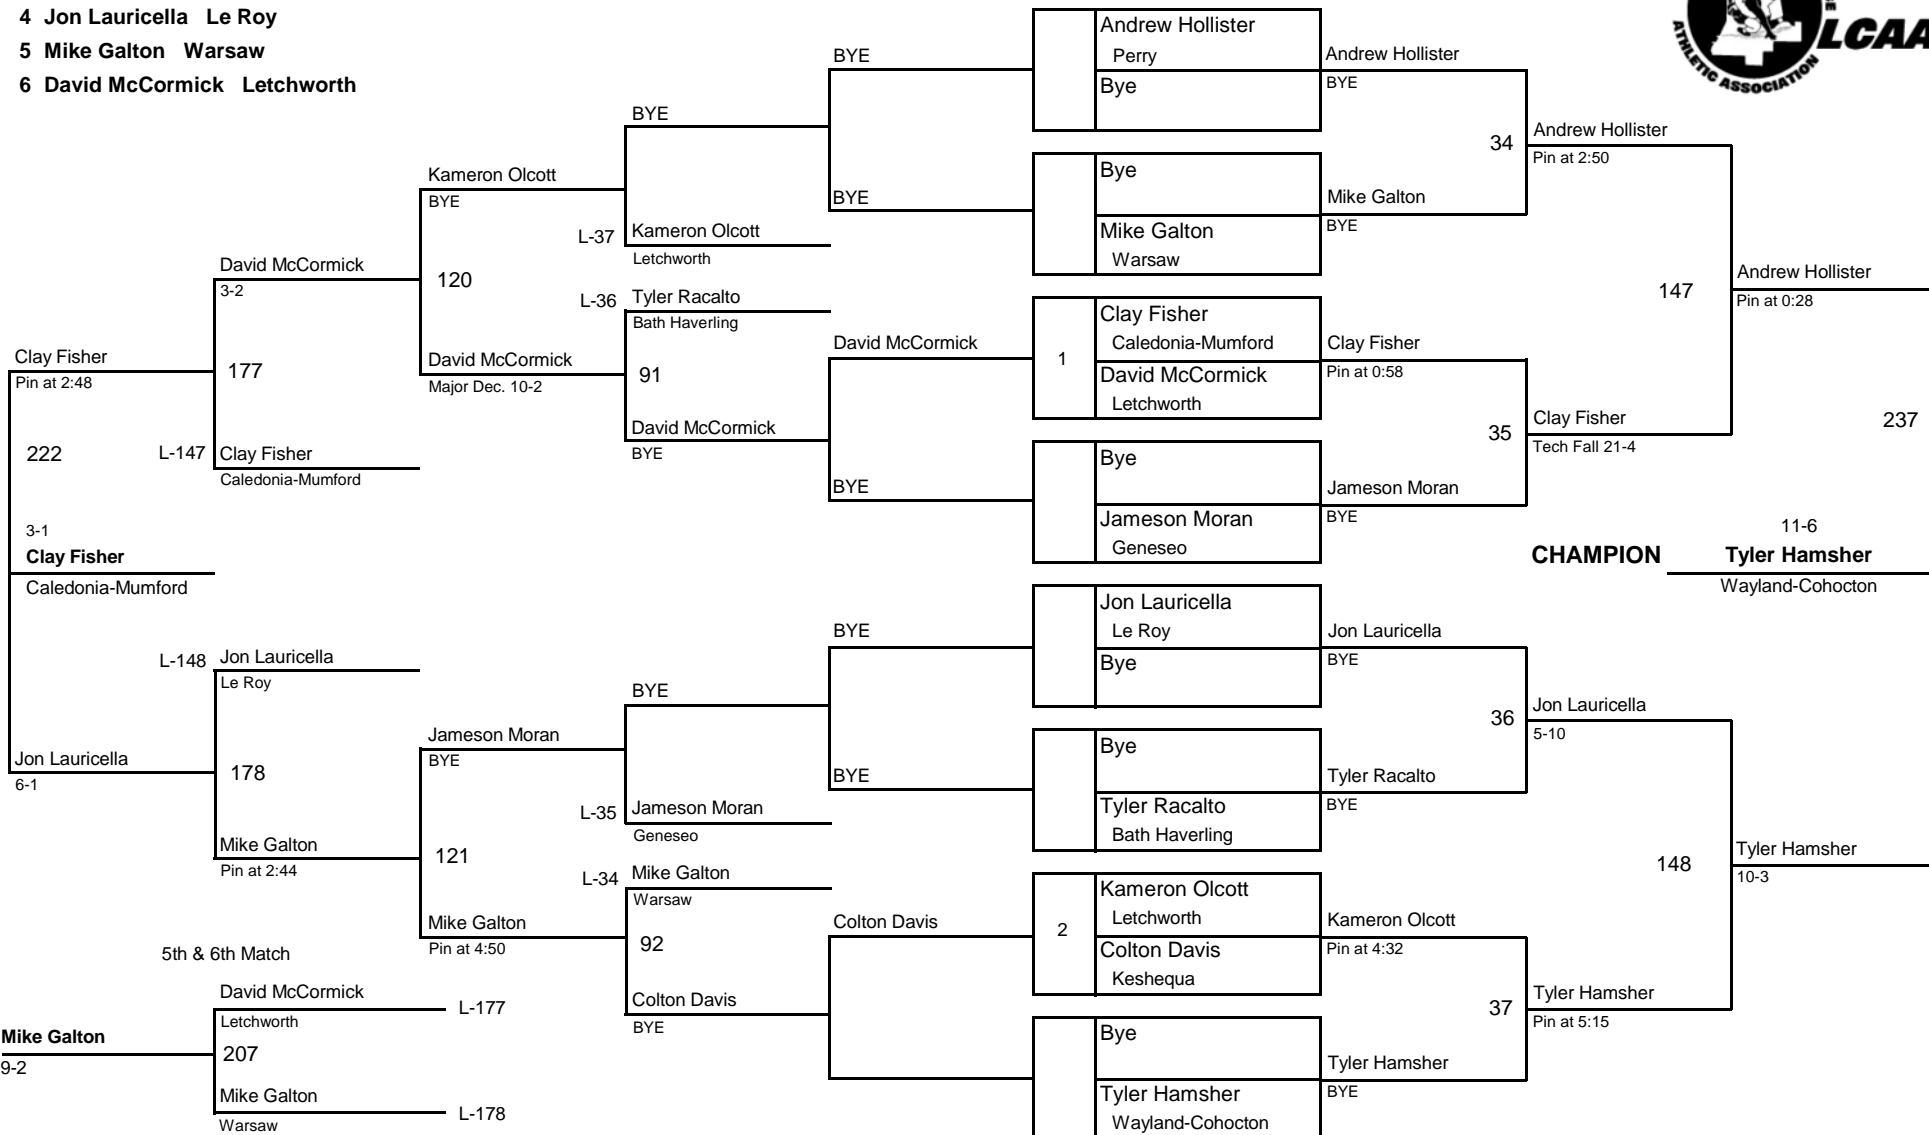 4 Jon Lauricella Le Roy
5 Mike Galton Warsaw
6 David McCormick Letchworth
ATHLETIC ASSOCIATION
LCAA
Clay Fisher
Pin at 2:48
222
3-1
Clay Fisher
Caledonia-Mumford
Jon Lauricella
6-1
5th & 6th Match
Mike Galton
9-2
David McCormick
3-2
177
L-147 Clay Fisher
Caledonia-Mumford
L-148 Jon Lauricella
Le Roy
178
Mike Galton
Pin at 2:44
David McCormick L-177
Letchworth
207
Mike Galton L-178
Warsaw
Kameron Olcott
BYE
120
David McCormick
Major Dec. 10-2
Jameson Moran
BYE
121
Mike Galton
Pin at 4:50
BYE
L-37 Kameron Olcott
Letchworth
L-36 Tyler Racalto
Bath Haverling
91
David McCormick
BYE
BYE
L-35 Jameson Moran
Geneseo
L-34 Mike Galton
Warsaw
92
Colton Davis
BYE
BYE
BYE
David McCormick
BYE
BYE
BYE
Colton Davis
Andrew Hollister
Perry
Bye
Bye
Mike Galton
Warsaw
1
Clay Fisher
Caledonia-Mumford
David McCormick
Letchworth
Bye
Jameson Moran
Geneseo
Jon Lauricella
Le Roy
Bye
Bye
Tyler Racalto
Bath Haverling
2
Kameron Olcott
Letchworth
Colton Davis
Keshequa
Bye
Tyler Hamsher
Wayland-Cohocton
Andrew Hollister
BYE
34
Mike Galton
BYE
Clay Fisher
Pin at 0:58
35
Jameson Moran
BYE
Jon Lauricella
BYE
36
Tyler Racalto
BYE
Kameron Olcott
Pin at 4:32
37
Tyler Hamsher
BYE
Andrew Hollister
Pin at 2:50
147
Clay Fisher
Tech Fall 21-4
Jon Lauricella
5-10
148
Tyler Hamsher
Pin at 5:15
Andrew Hollister
Pin at 0:28
237
11-6
CHAMPION Tyler Hamsher
Wayland-Cohocton
Tyler Hamsher
10-3